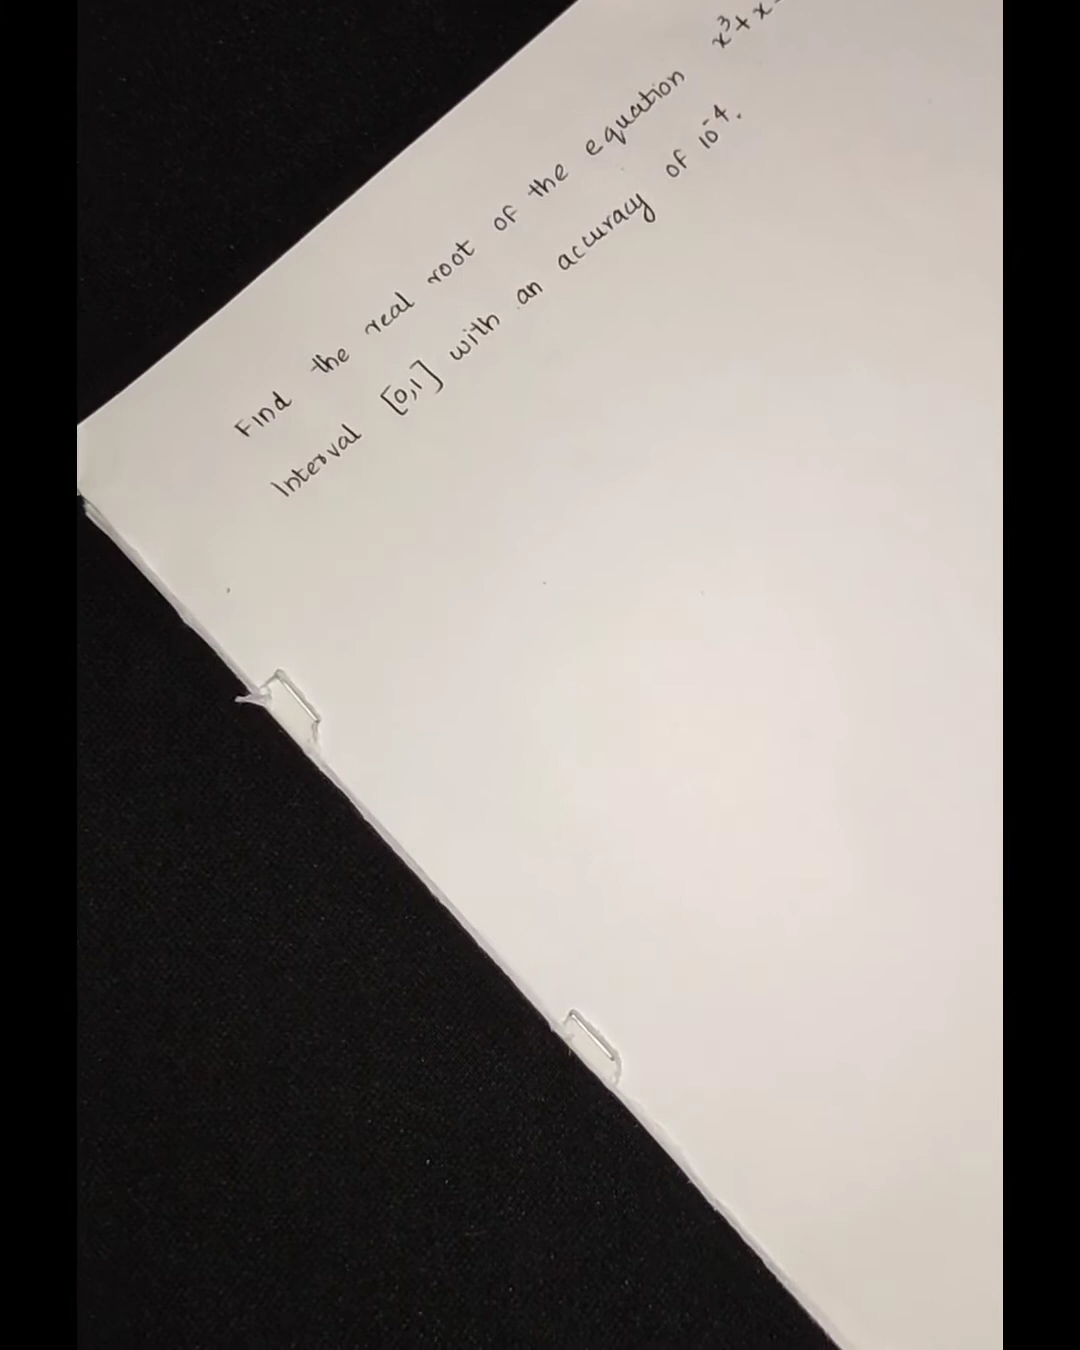 Find the real root of the equation x³+x-
Interval [0,1] with an accuracy of 10⁻⁴.